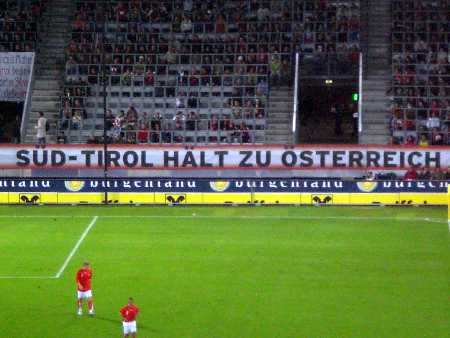 SÜD-TIROL HÄLT ZU ÖSTERREICH
burgenland burgenland burgenland